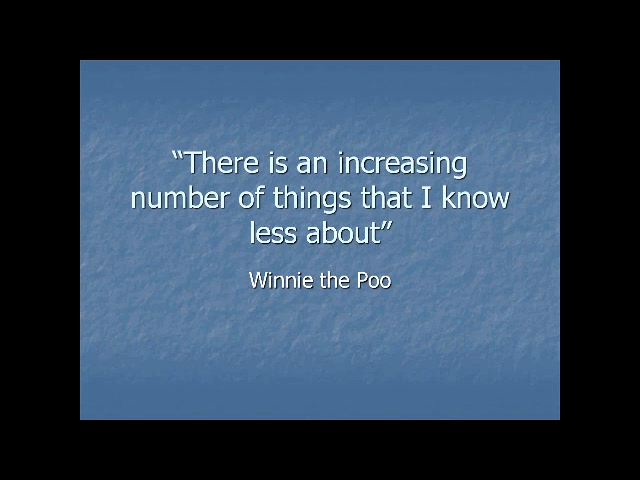 “There is an increasing
number of things that I know
less about”
Winnie the Poo